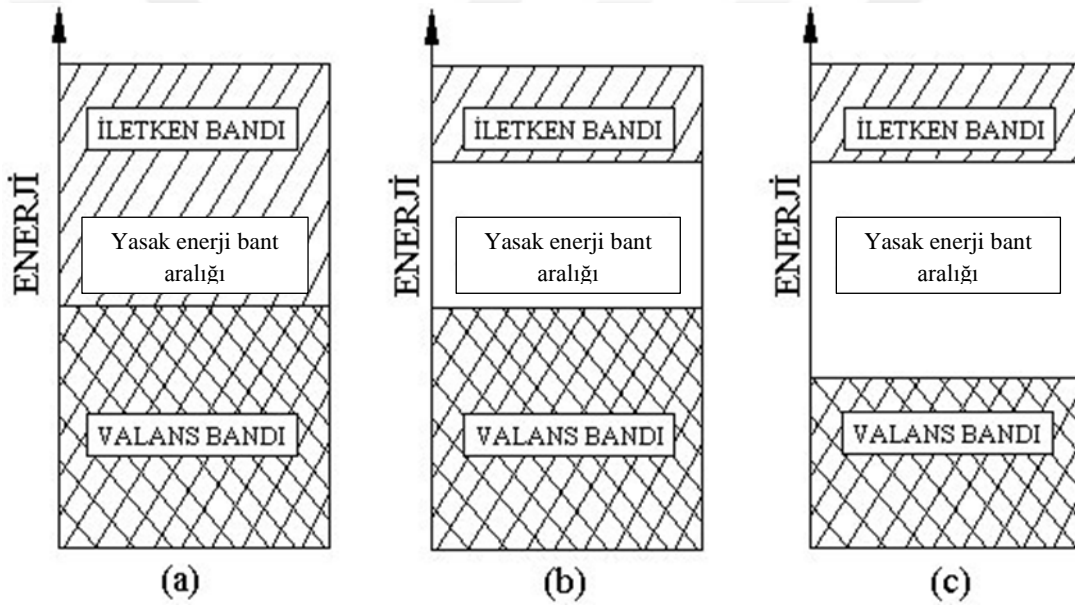 ENERJİ
İLETKEN BANDI
Yasak enerji bant
aralığı
VALANS BANDI
(a)
ENERJİ
İLETKEN BANDI
Yasak enerji bant
aralığı
VALANS BANDI
(b)
ENERJİ
İLETKEN BANDI
Yasak enerji bant
aralığı
VALANS BANDI
(c)